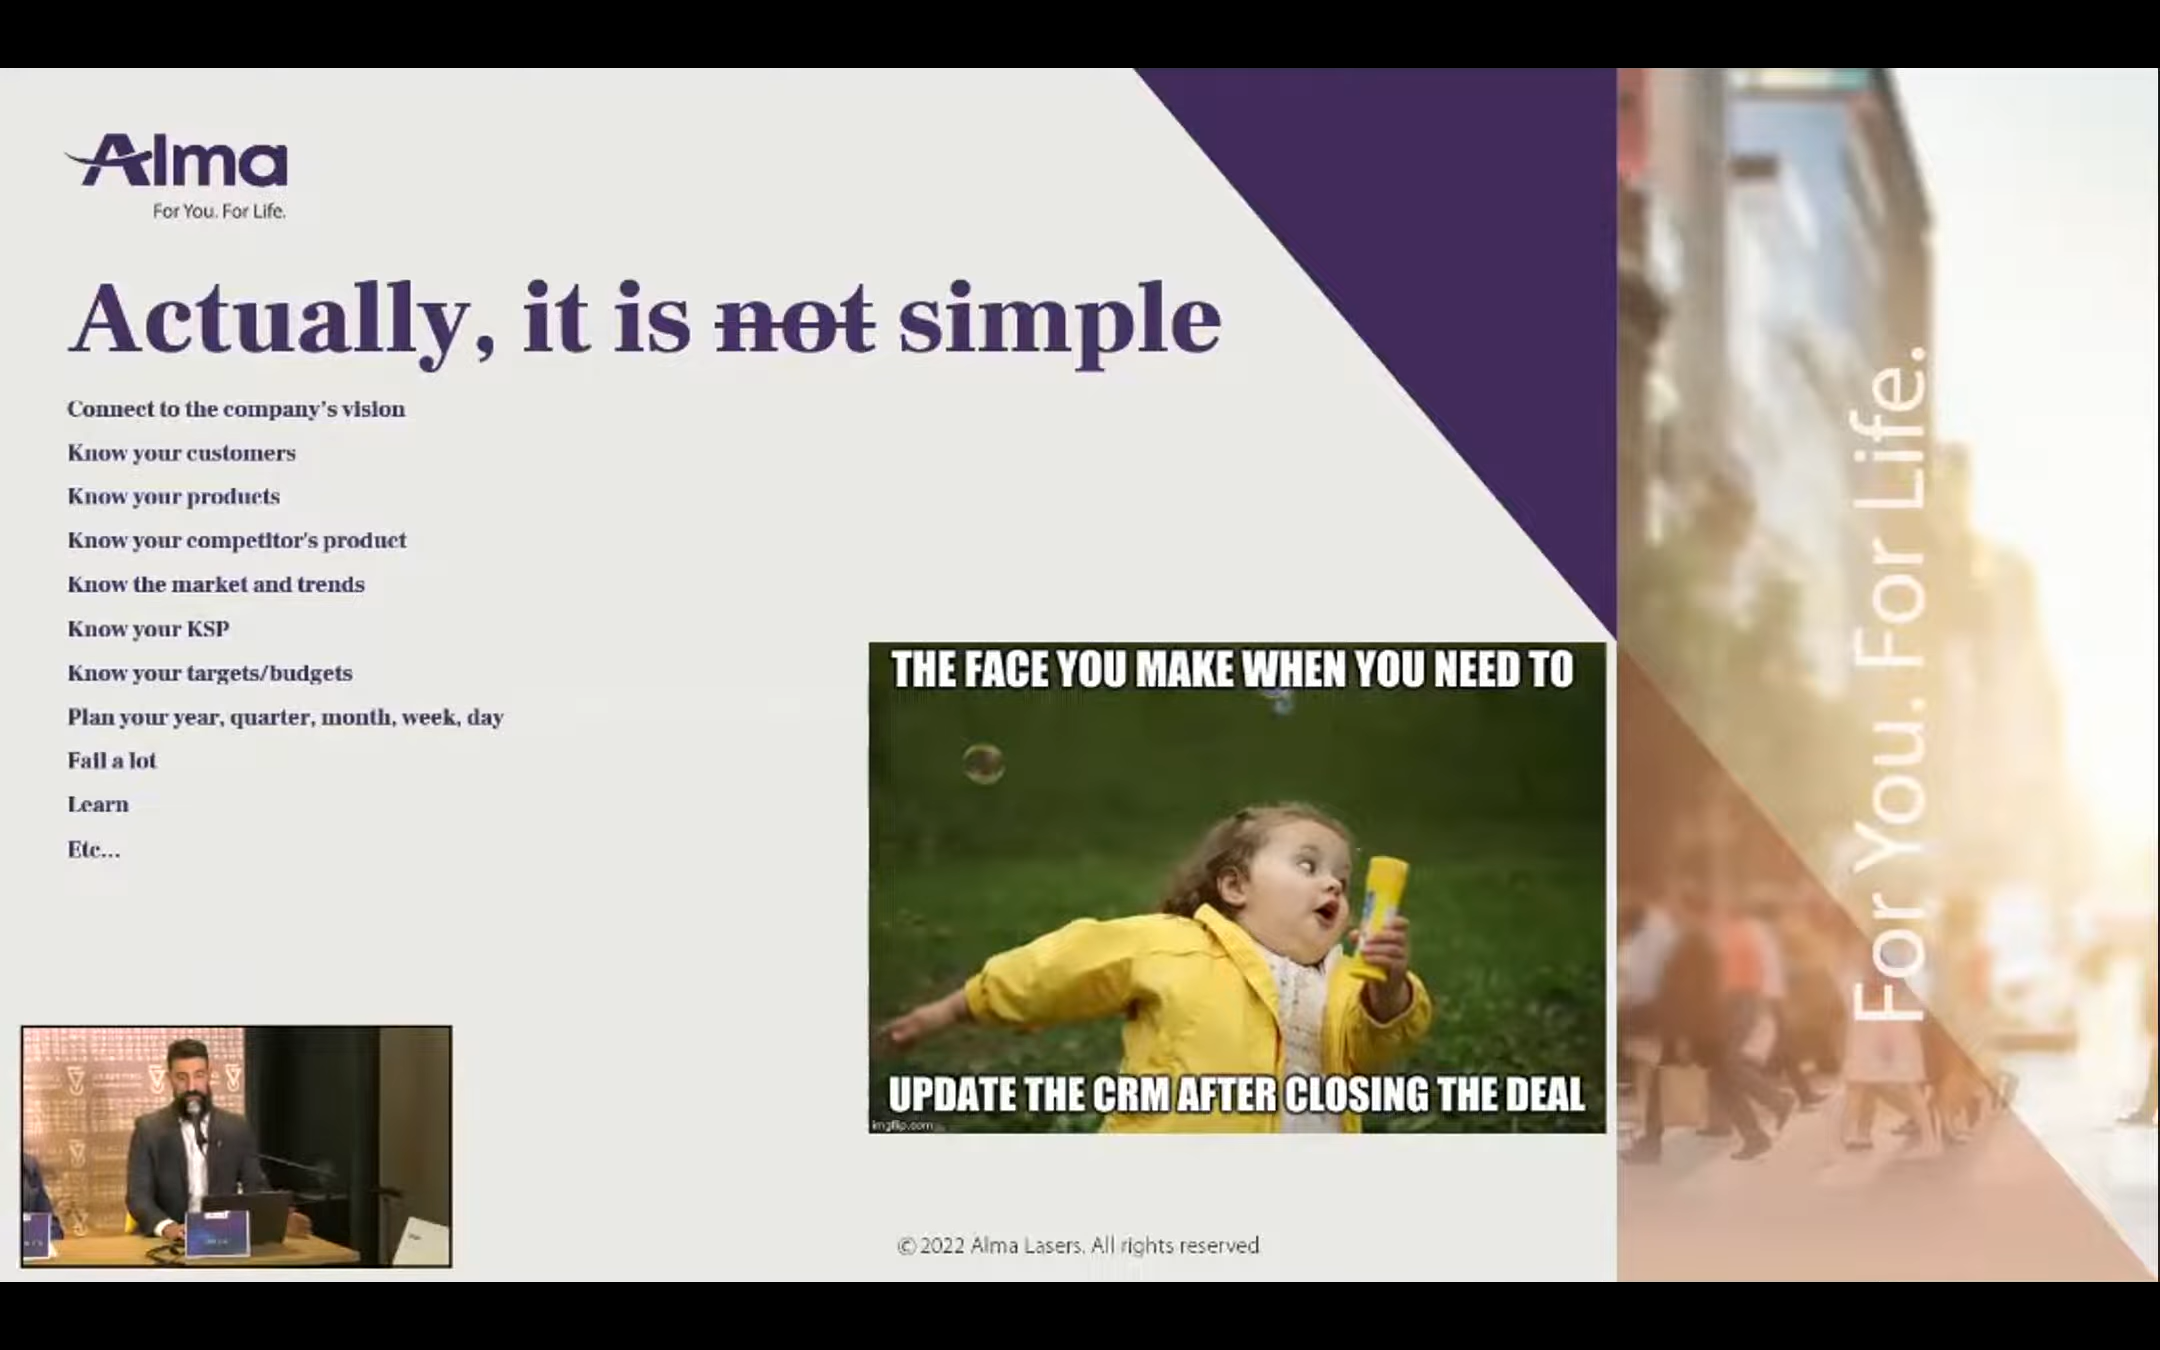 Alma
For You. For Life.
Actually, it is not simple
Connect to the company's vision
Know your customers
Know your products
Know your competitor's product
Know the market and trends
Know your KSP
Know your targets/budgets
Plan your year, quarter, month, week, day
Fail a lot
Learn
Etc...
THE FACE YOU MAKE WHEN YOU NEED TO
UPDATE THE CRM AFTER CLOSING THE DEAL
imgflip.com
© 2022 Alma Lasers. All rights reserved
For You. For Life.